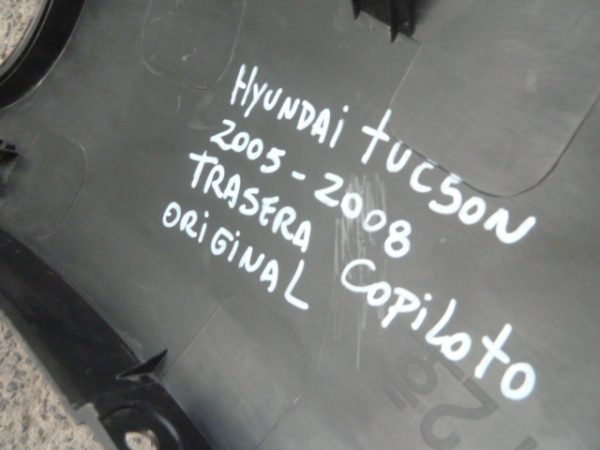 HYUNDAi tUCSON
2005-2008
TRASERA COPiLOTO
ORiGiNAL